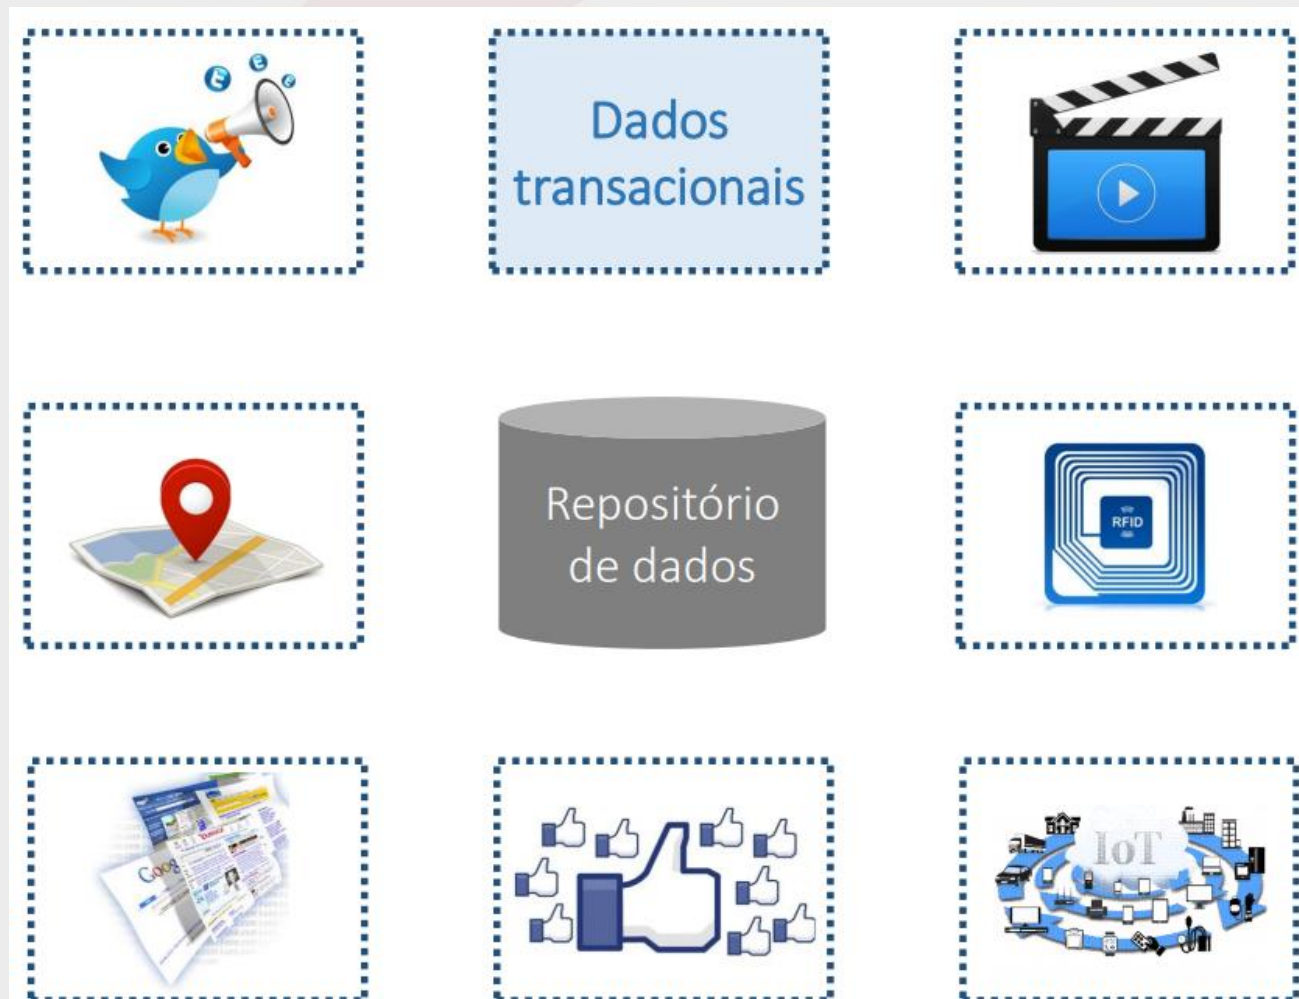 Dados
transacionais
Repositório
de dados
RFID
IoT